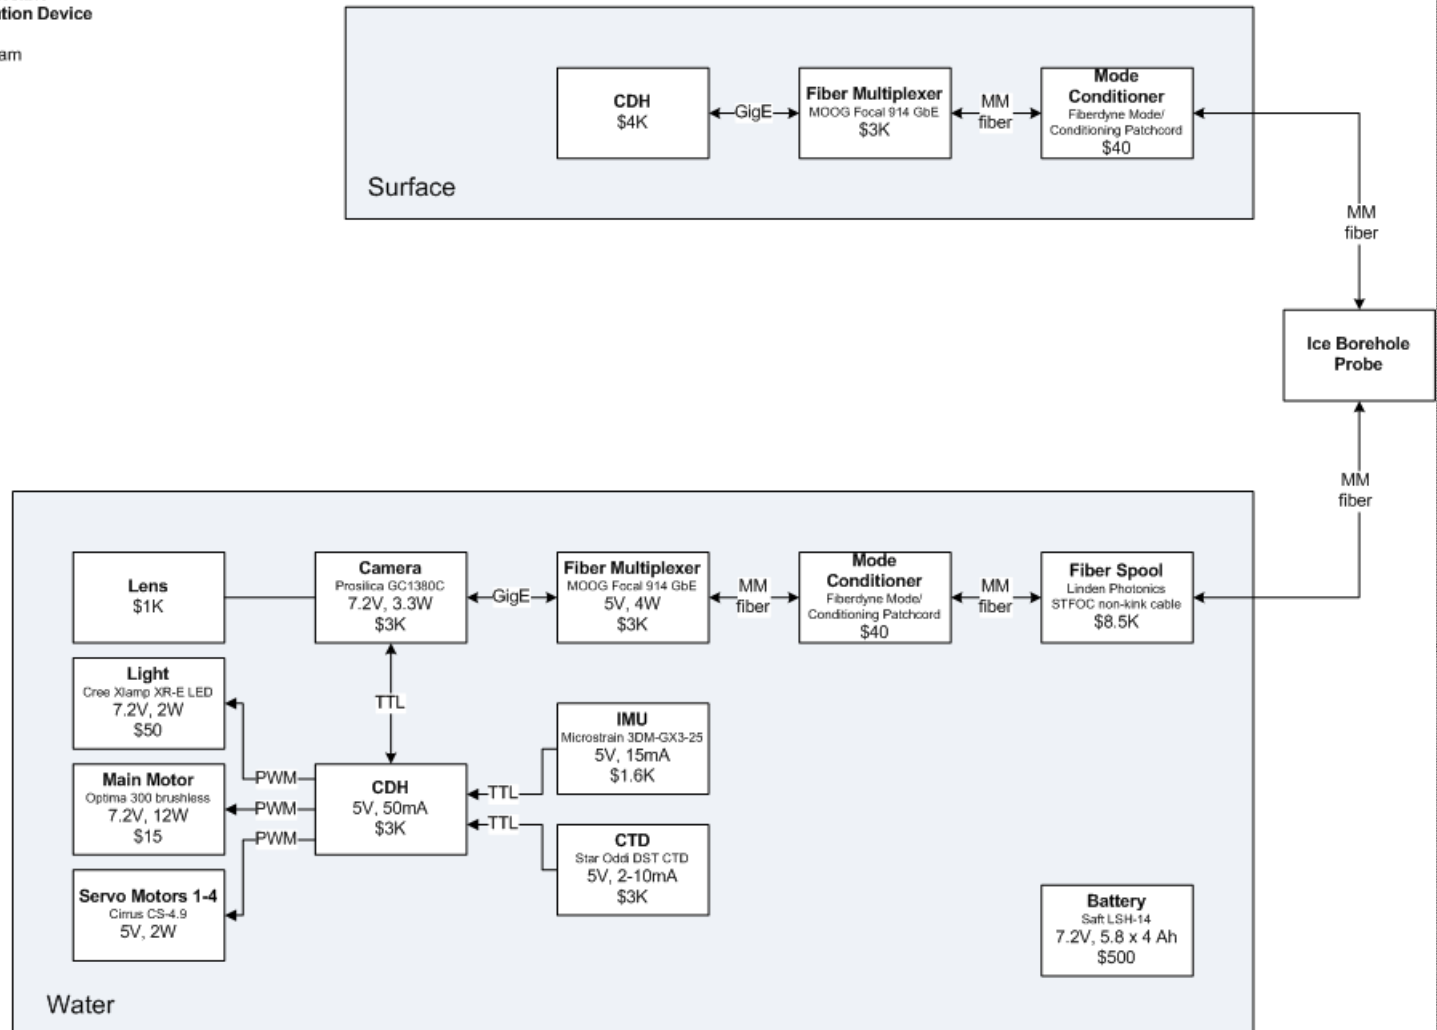 Device
CDH
$4K
GigE
Fiber Multiplexer
MOOG Focal 914 GbE
$3K
MM
fiber
Mode
Conditioner
Fiberdyne Mode/
Conditioning Patchcord
$40
Surface
MM
fiber
Ice Borehole
Probe
MM
fiber
Lens
$1K
Camera
Prosilica GC1380C
7.2V, 3.3W
$3K
GigE
Fiber Multiplexer
MOOG Focal 914 GbE
5V, 4W
$3K
MM
fiber
Mode
Conditioner
Fiberdyne Mode/
Conditioning Patchcord
$40
MM
fiber
Fiber Spool
Linden Photonics
STFOC non-kink cable
$8.5K
Light
Cree Xlamp XR-E LED
7.2V, 2W
$50
TTL
IMU
Microstrain 3DM-GX3-25
5V, 15mA
$1.6K
Main Motor
Optima 300 brushless
7.2V, 12W
$15
PWM
PWM
PWM
CDH
5V, 50mA
$3K
TTL
TTL
CTD
Star Oddi DST CTD
5V, 2-10mA
$3K
Servo Motors 1-4
Cirrus CS-4.9
5V, 2W
Battery
Saft LSH-14
7.2V, 5.8 x 4 Ah
$500
Water